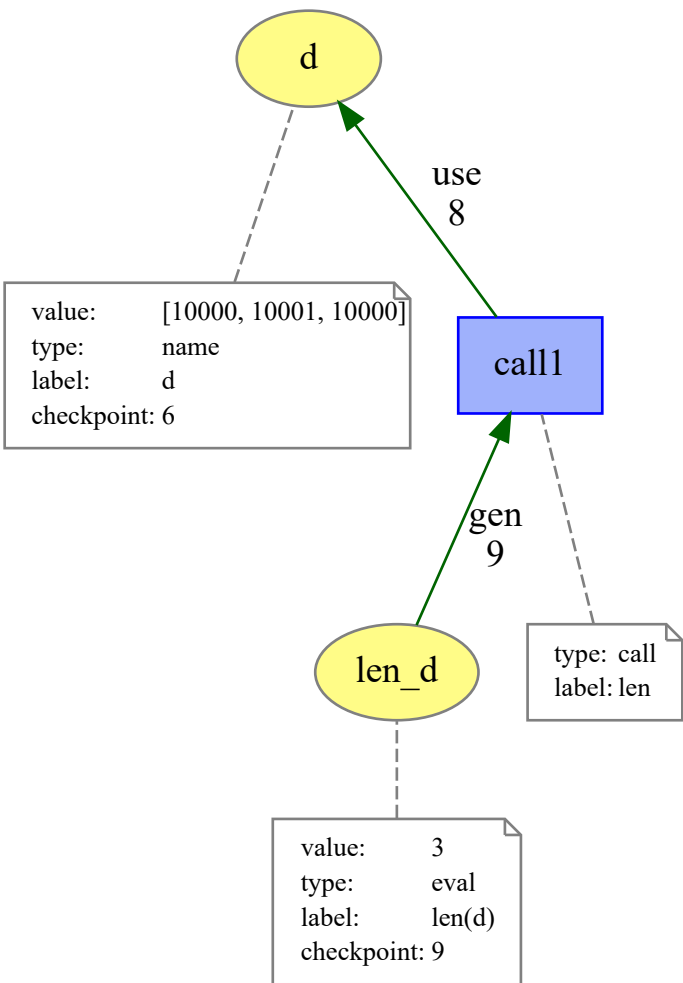 d
use
8
value: [10000, 10001, 10000]
type: name
label: d
checkpoint: 6
call1
gen
9
len_d
type: call
label: len
value: 3
type: eval
label: len(d)
checkpoint: 9